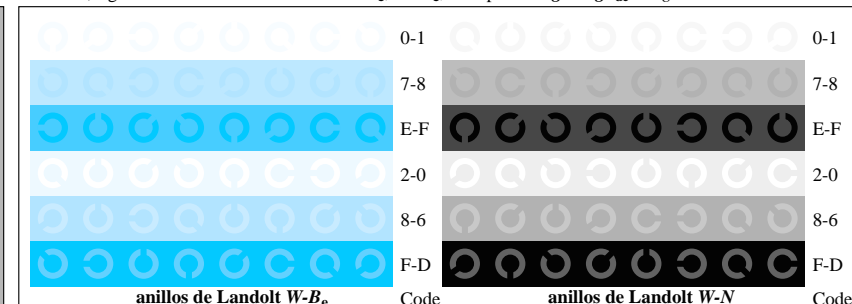 0-1 0-1
7-8 7-8
E-F E-F
2-0 2-0
8-6 8-6
F-D F-D
anillos de Landolt W-Be Code anillos de Landolt W-N Code